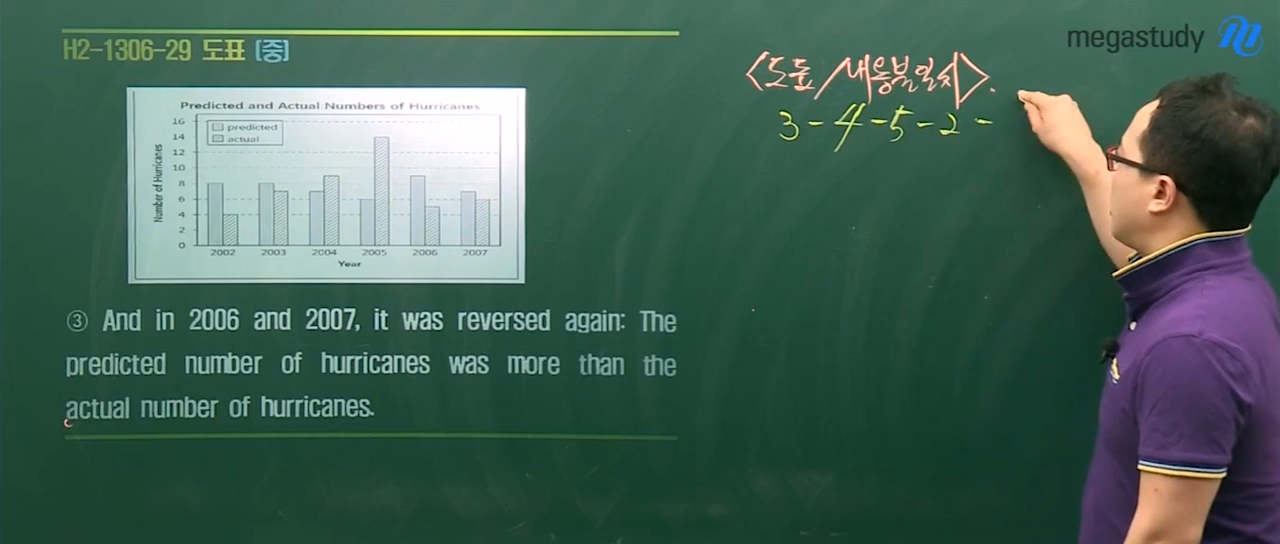 megastudy
H2-1306-29 도표 [중]
<도표/내용불일치>.
3-4-5-2-
Predicted and Actual Numbers of Hurricanes
predicted
actual
Number of Hurricanes
16
14
12
10
8
6
4
2
0
2002 2003 2004 2005 2006 2007
Year
③ And in 2006 and 2007, it was reversed again: The
predicted number of hurricanes was more than the
actual number of hurricanes.